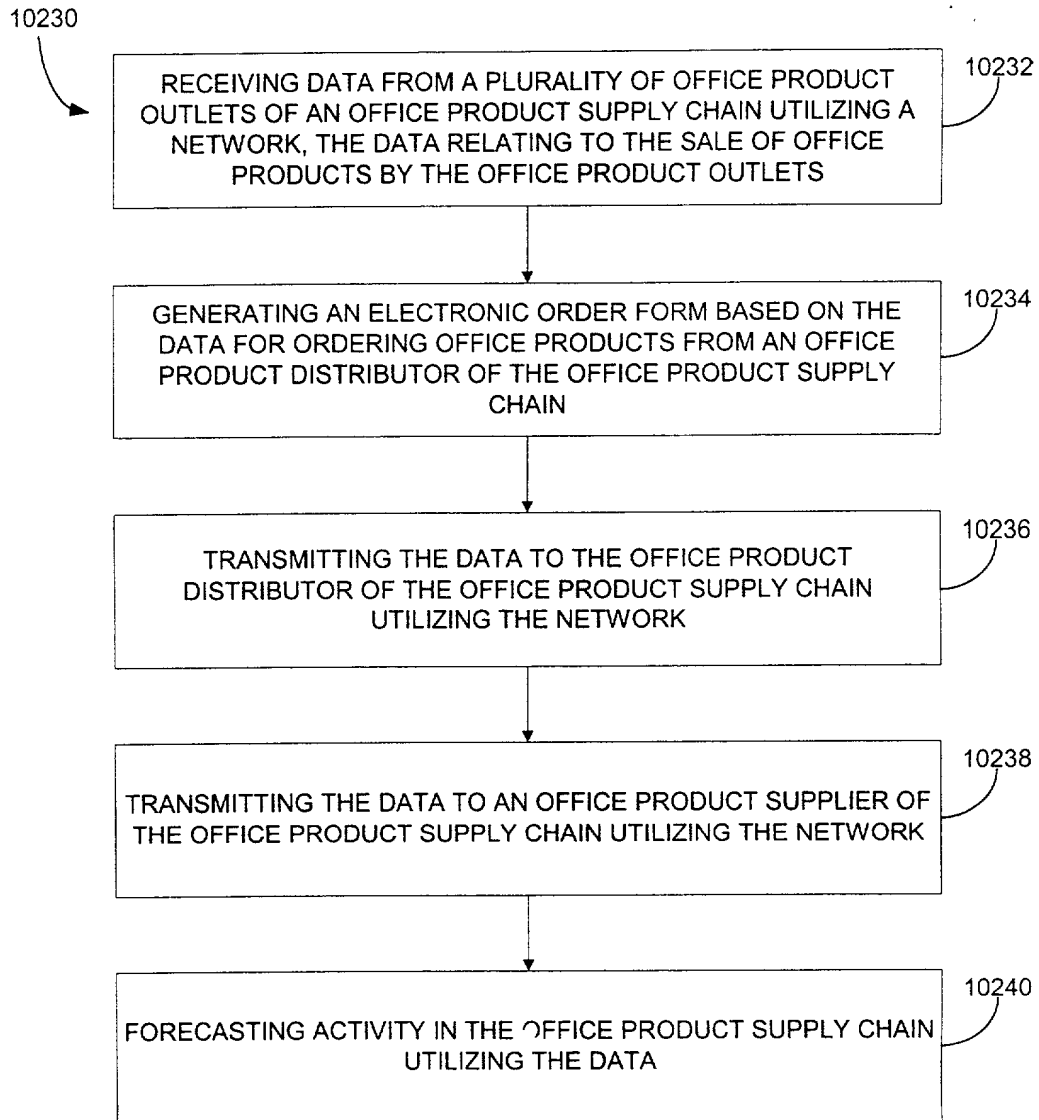 10230
RECEIVING DATA FROM A PLURALITY OF OFFICE PRODUCT
OUTLETS OF AN OFFICE PRODUCT SUPPLY CHAIN UTILIZING A
NETWORK, THE DATA RELATING TO THE SALE OF OFFICE
PRODUCTS BY THE OFFICE PRODUCT OUTLETS
10232
GENERATING AN ELECTRONIC ORDER FORM BASED ON THE
DATA FOR ORDERING OFFICE PRODUCTS FROM AN OFFICE
PRODUCT DISTRIBUTOR OF THE OFFICE PRODUCT SUPPLY
CHAIN
10234
TRANSMITTING THE DATA TO THE OFFICE PRODUCT
DISTRIBUTOR OF THE OFFICE PRODUCT SUPPLY CHAIN
UTILIZING THE NETWORK
10236
TRANSMITTING THE DATA TO AN OFFICE PRODUCT SUPPLIER OF
THE OFFICE PRODUCT SUPPLY CHAIN UTILIZING THE NETWORK
10238
FORECASTING ACTIVITY IN THE OFFICE PRODUCT SUPPLY CHAIN
UTILIZING THE DATA
10240